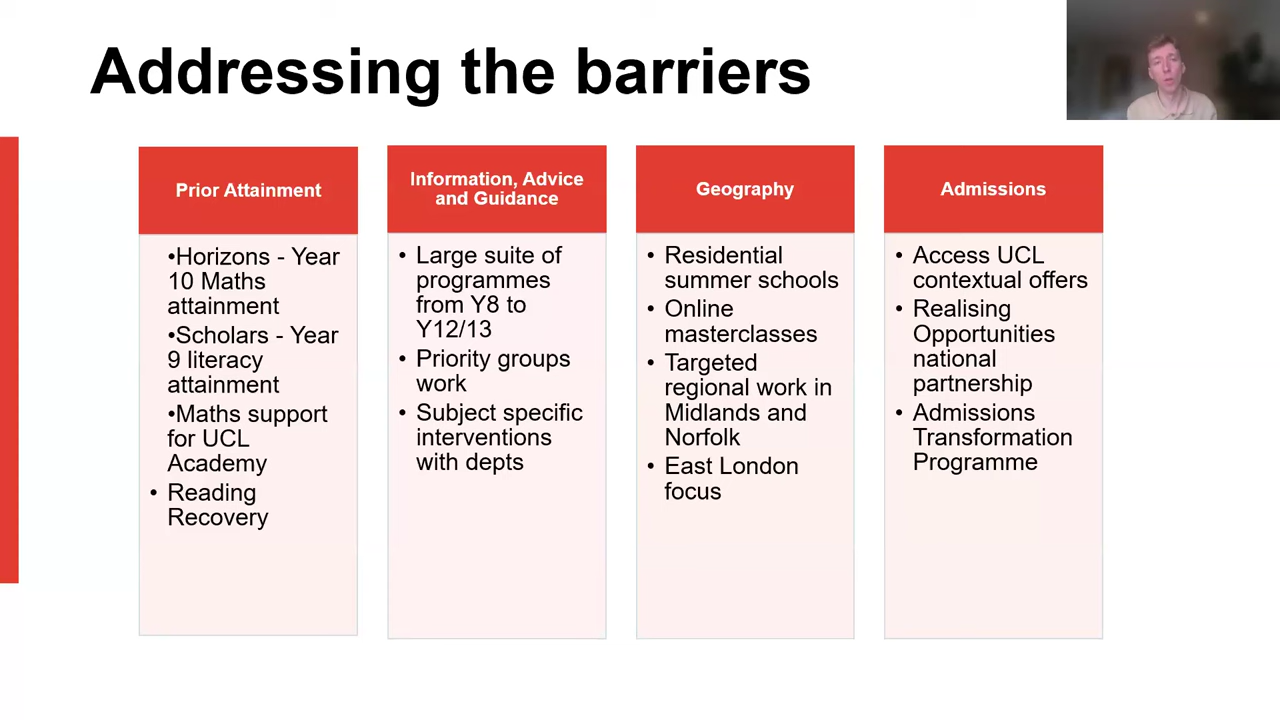 Addressing the barriers
Prior Attainment
•Horizons - Year
10 Maths
attainment
•Scholars - Year
9 literacy
attainment
•Maths support
for UCL
Academy
• Reading
Recovery
Information, Advice
and Guidance
• Large suite of
programmes
from Y8 to
Y12/13
• Priority groups
work
• Subject specific
interventions
with depts
Geography
• Residential
summer schools
• Online
masterclasses
• Targeted
regional work in
Midlands and
Norfolk
• East London
focus
Admissions
• Access UCL
contextual offers
• Realising
Opportunities
national
partnership
• Admissions
Transformation
Programme